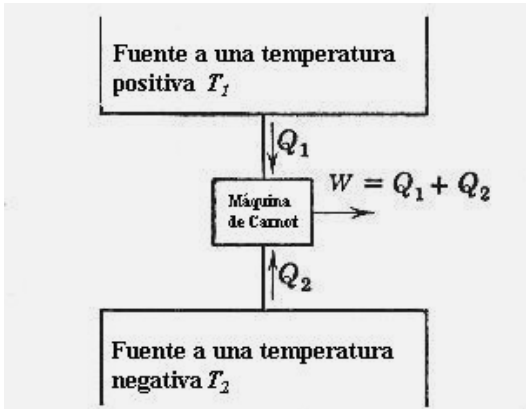 Fuente a una temperatura
positiva T₁
Q₁
W = Q₁ + Q₂
Máquina
de Carnot
Q₂
Fuente a una temperatura
negativa T₂